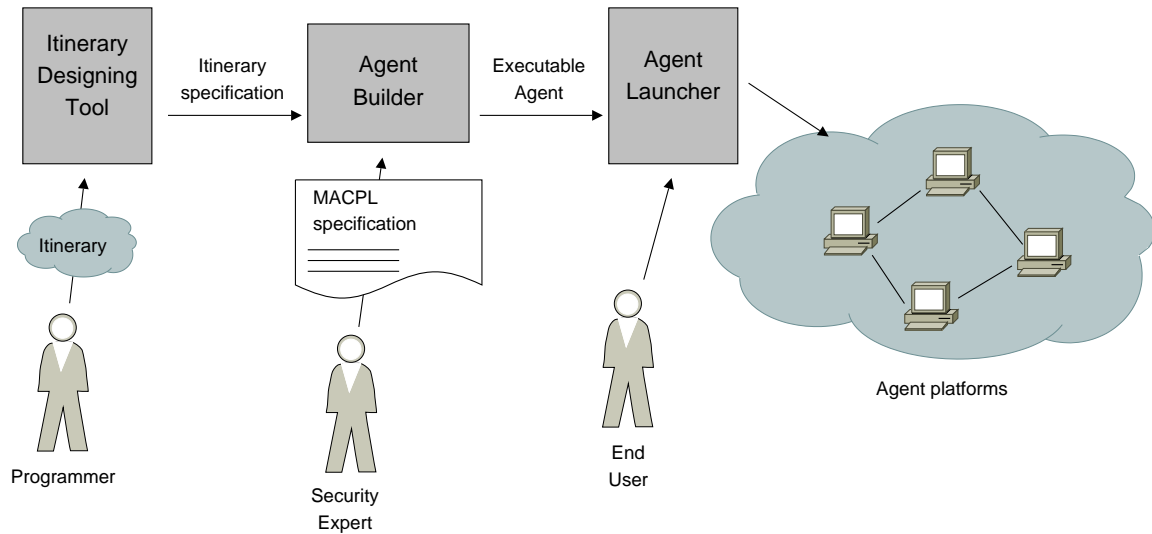 Itinerary
Designing
Tool
Itinerary
specification
Agent
Builder
Executable
Agent
Agent
Launcher
MACPL
specification
Itinerary
Programmer
Security
Expert
End
User
Agent platforms